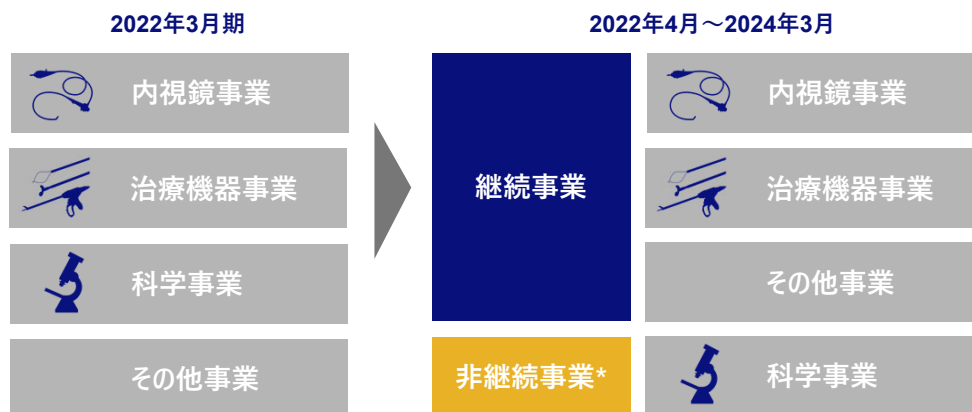 2022年3月期
内視鏡事業
治療機器事業
科学事業
その他事業
2022年4月～2024年3月
継続事業
内視鏡事業
治療機器事業
その他事業
非継続事業*
科学事業